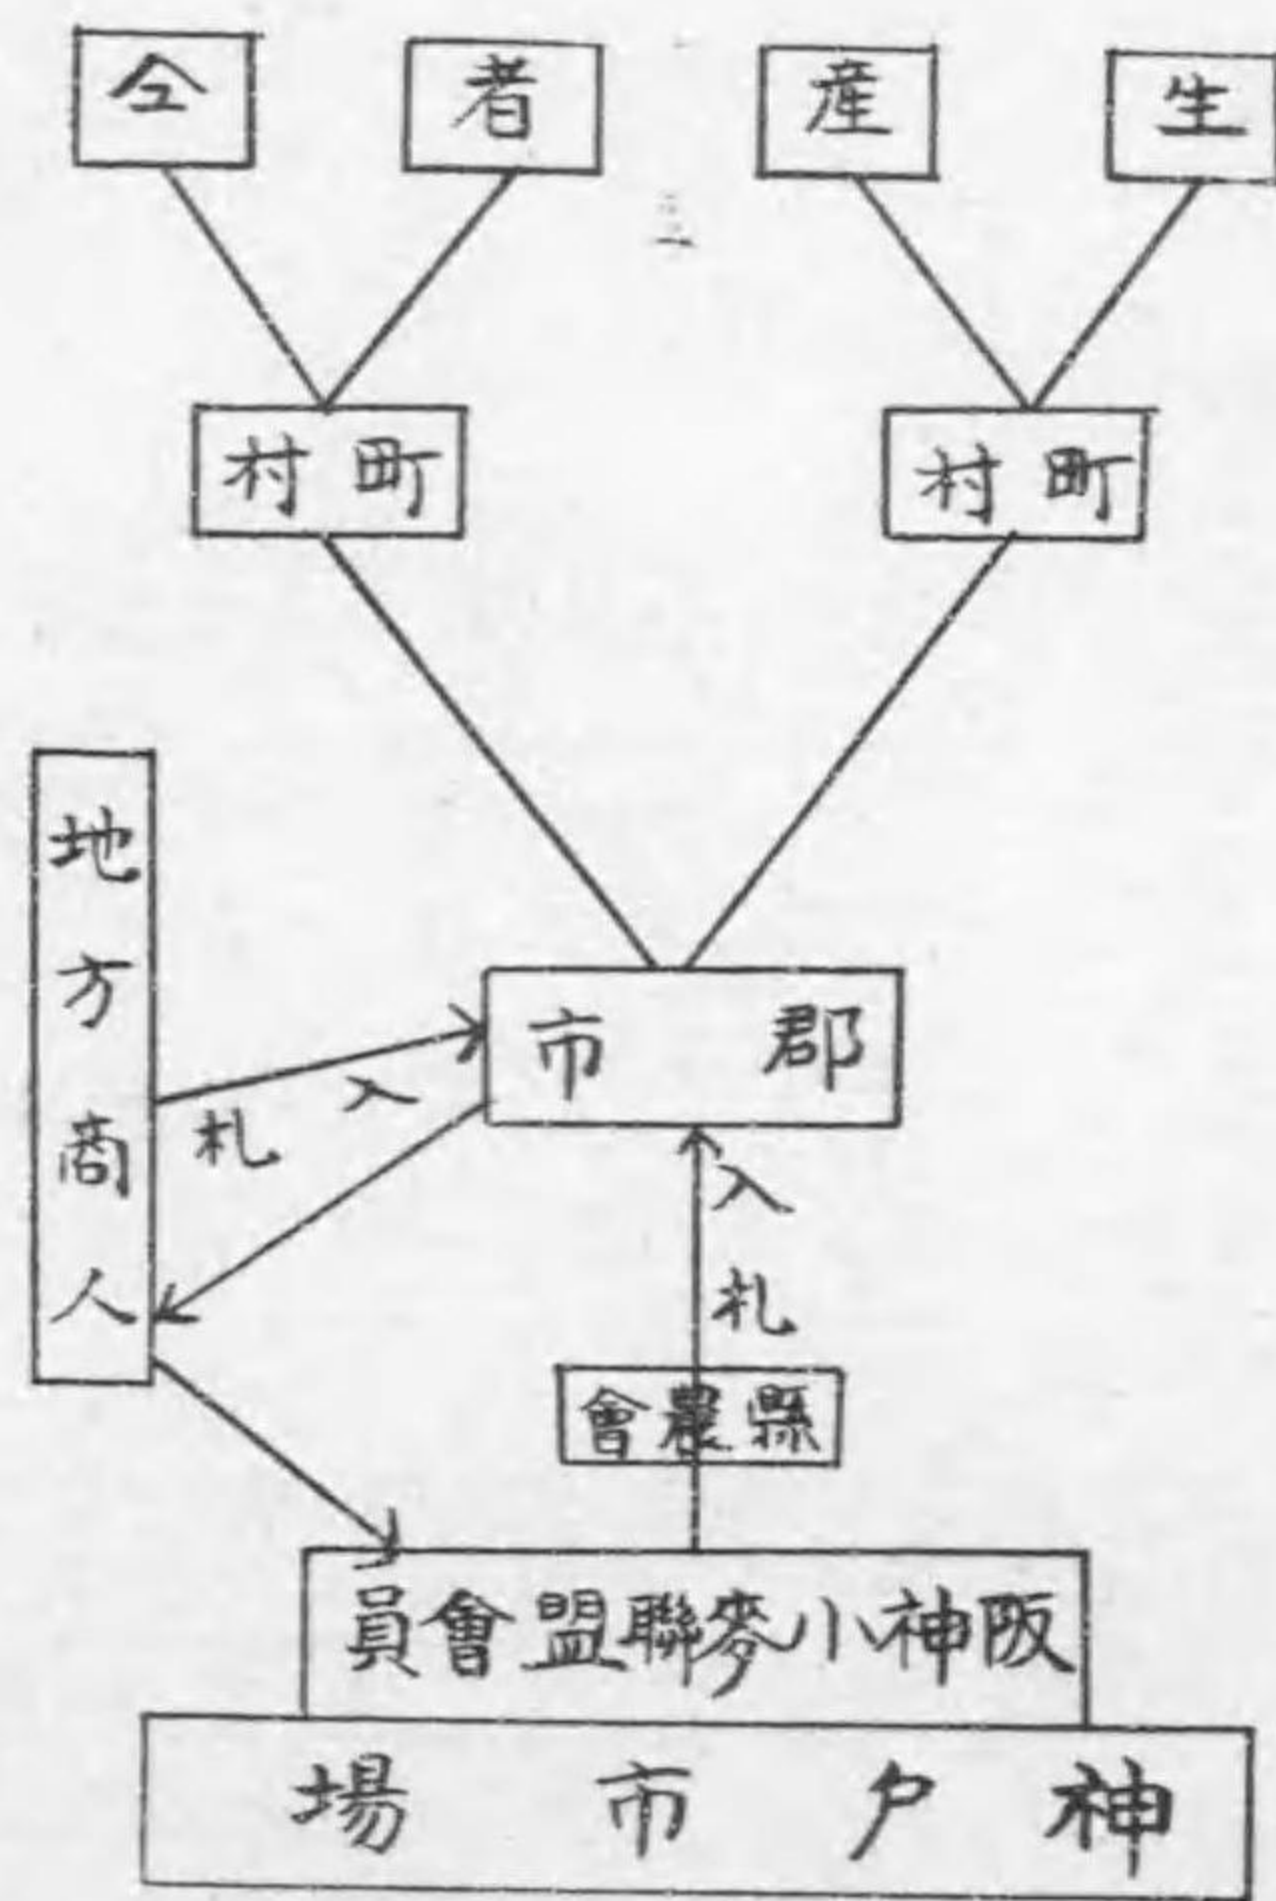 生産者仝
町村
町村
郡市
地方商人
入札
入札
縣農會
阪神小麥聯盟會員
神戸市場